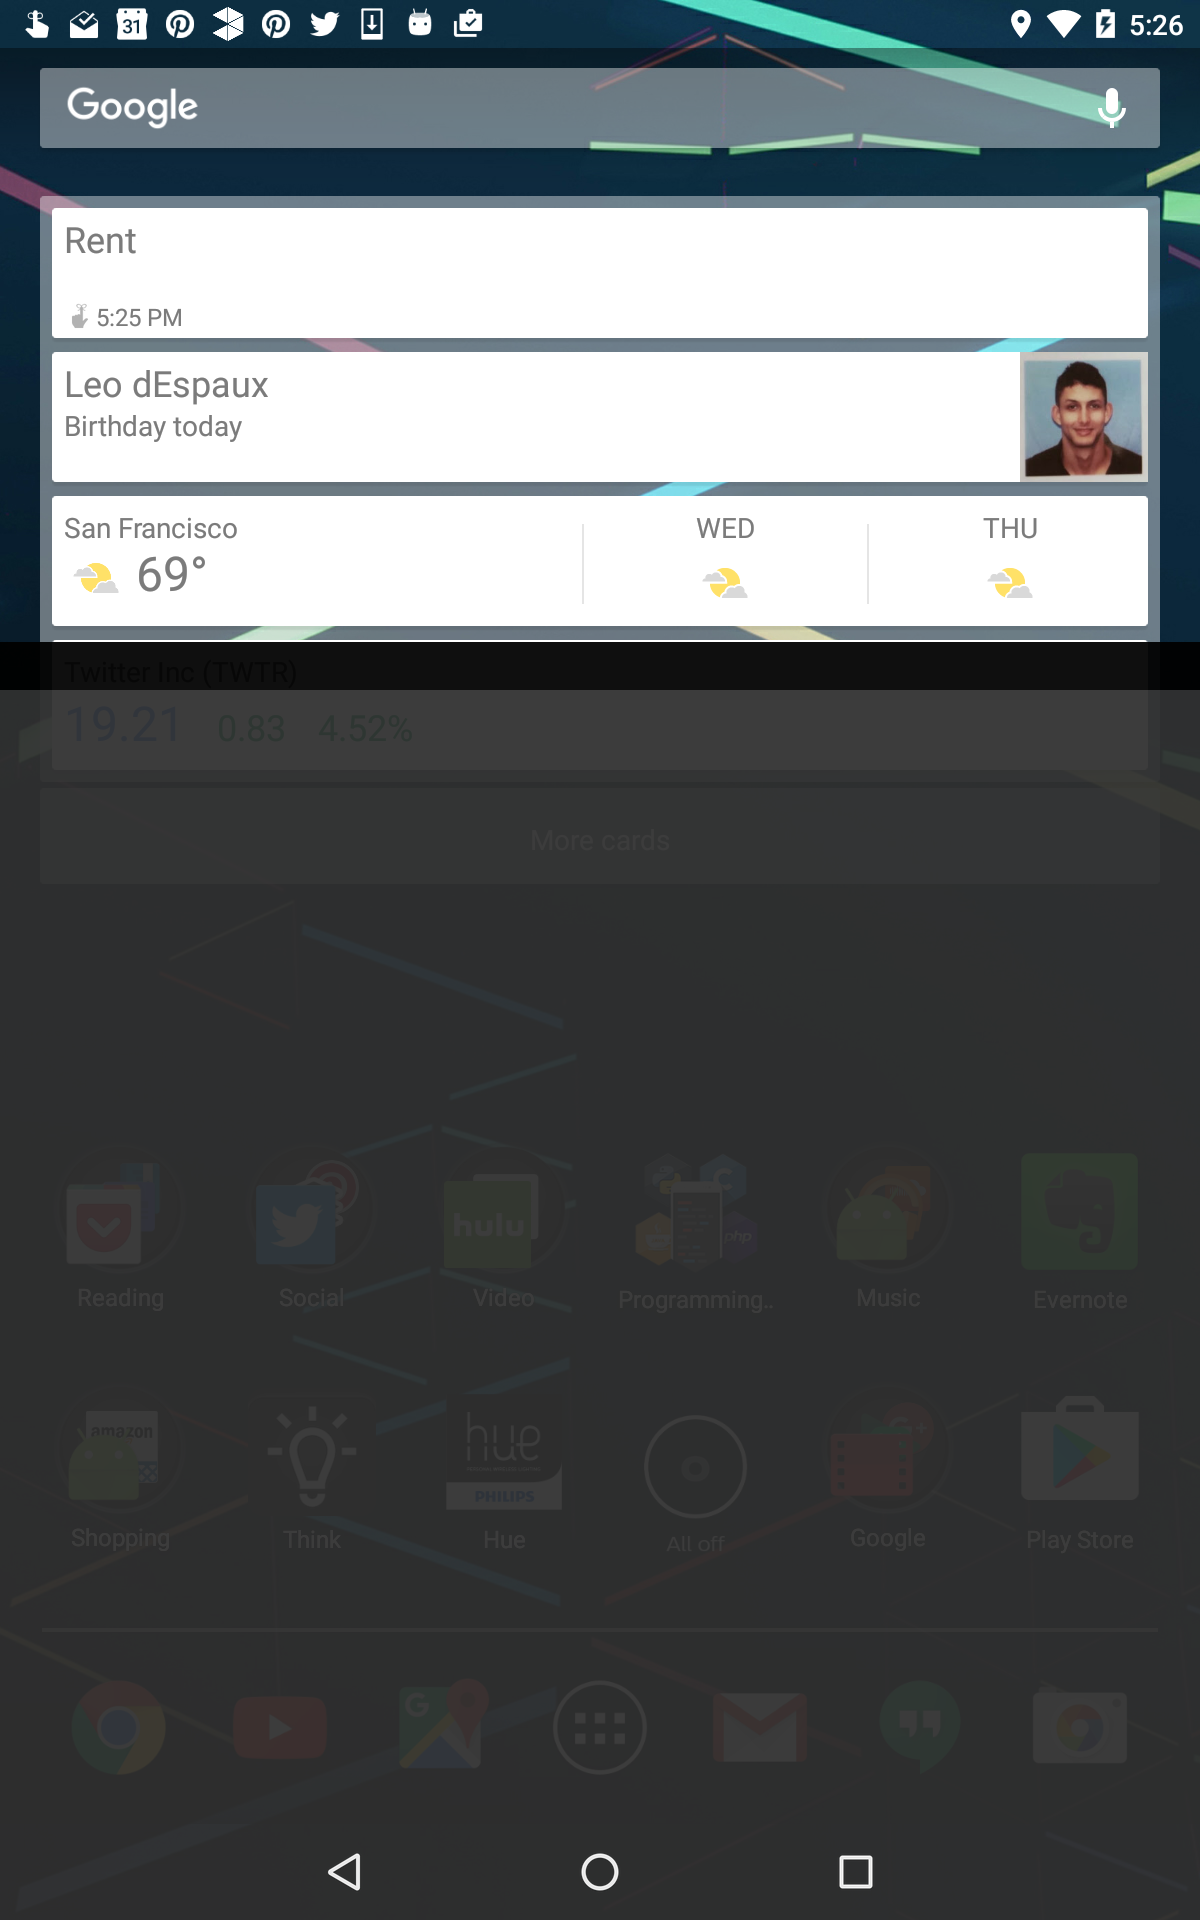 31
5:26
Google
Rent
5:25 PM
Leo dEspaux
Birthday today
San Francisco
WED
THU
69°
Twitter Inc (TWTR)
19.21 0.83 4.52%
More cards
hulu
C
php
Reading
Social
Video
Programming..
Music
Evernote
amazon
hue
G+
PHILIPS
Shopping
Think
Hue
All off
Google
Play Store
G